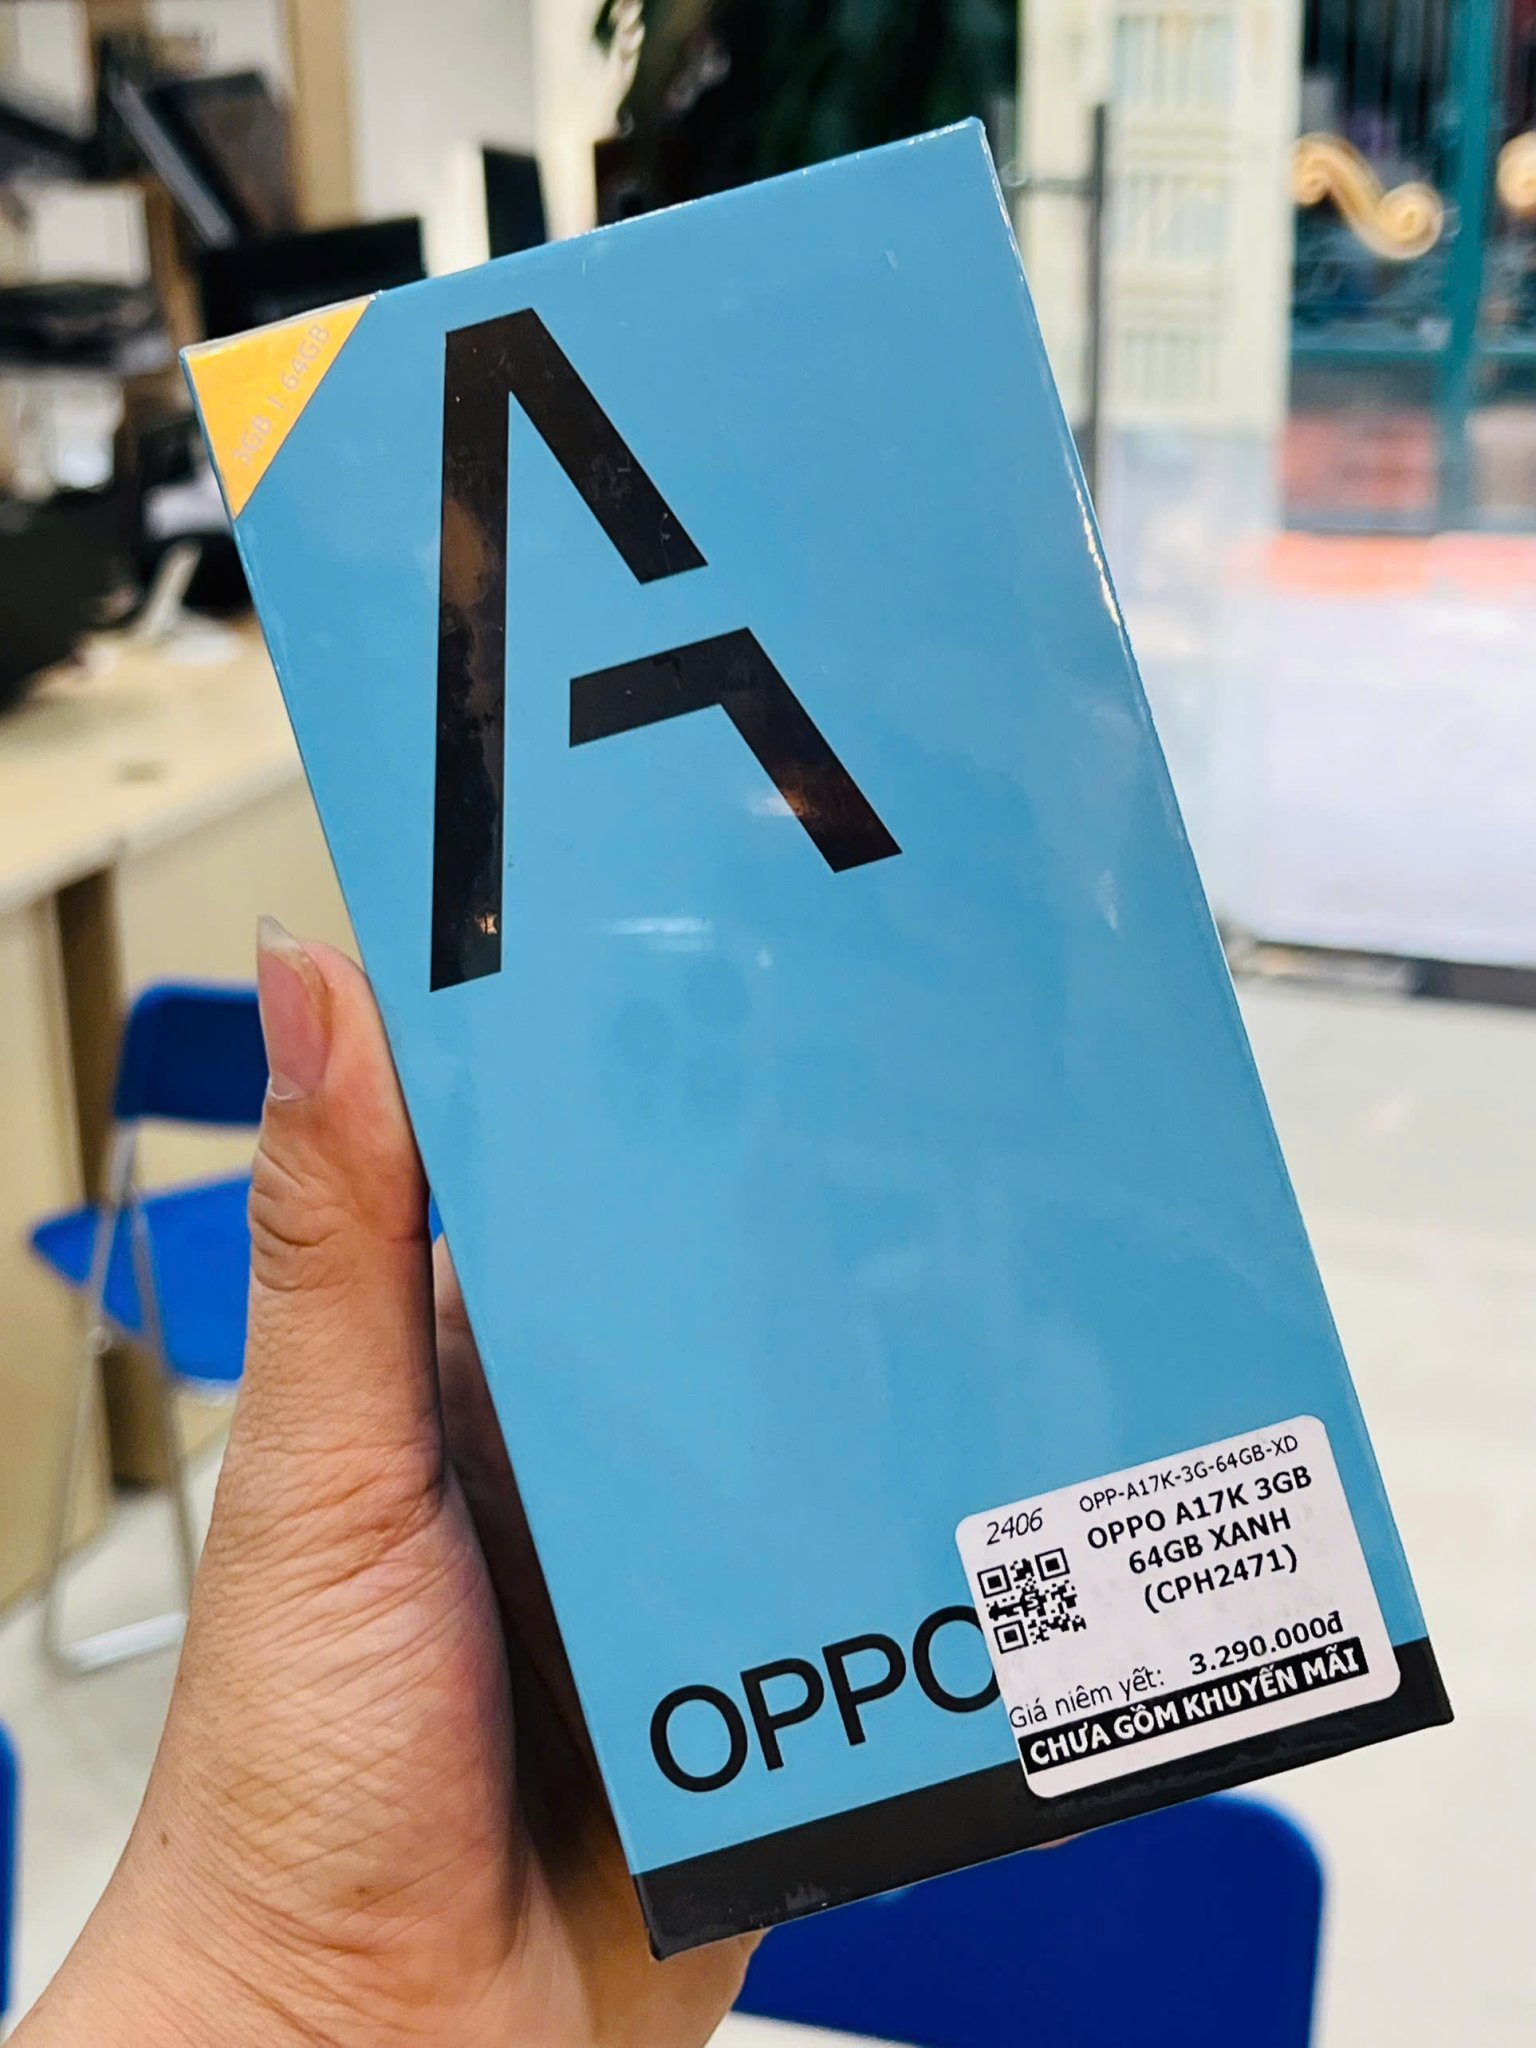 3GB | 64GB
A
OPPO
2406
OPP-A17K-3G-64GB-XD
OPPO A17K 3GB
64GB XANH
(CPH2471)
Giá niêm yết: 3.290.000đ
CHƯA GỒM KHUYẾN MÃI